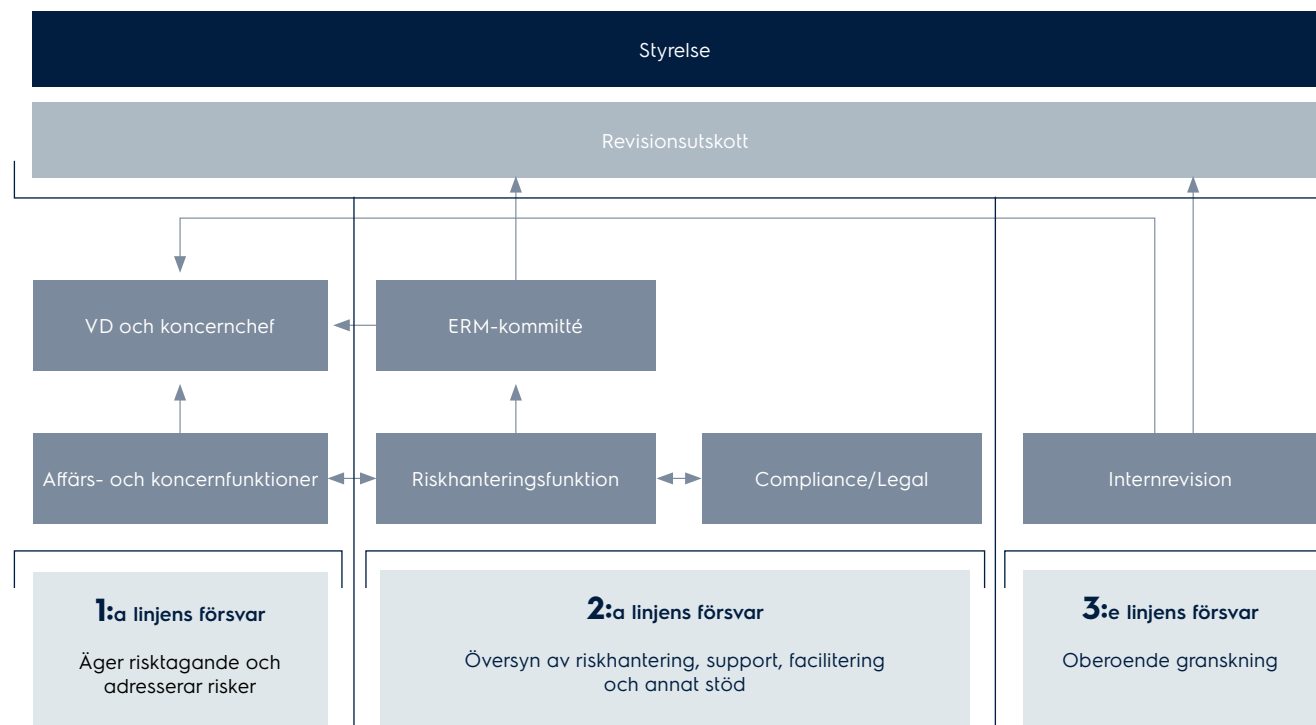 Styrelse
Revisionsutskott
VD och koncernchef
ERM-kommitté
Affärs- och koncernfunktioner
Riskhanteringsfunktion
Compliance/Legal
Internrevision
1:a linjens försvar
Äger risktagande och
adresserar risker
2:a linjens försvar
Översyn av riskhantering, support, facilitering
och annat stöd
3:e linjens försvar
Oberoende granskning